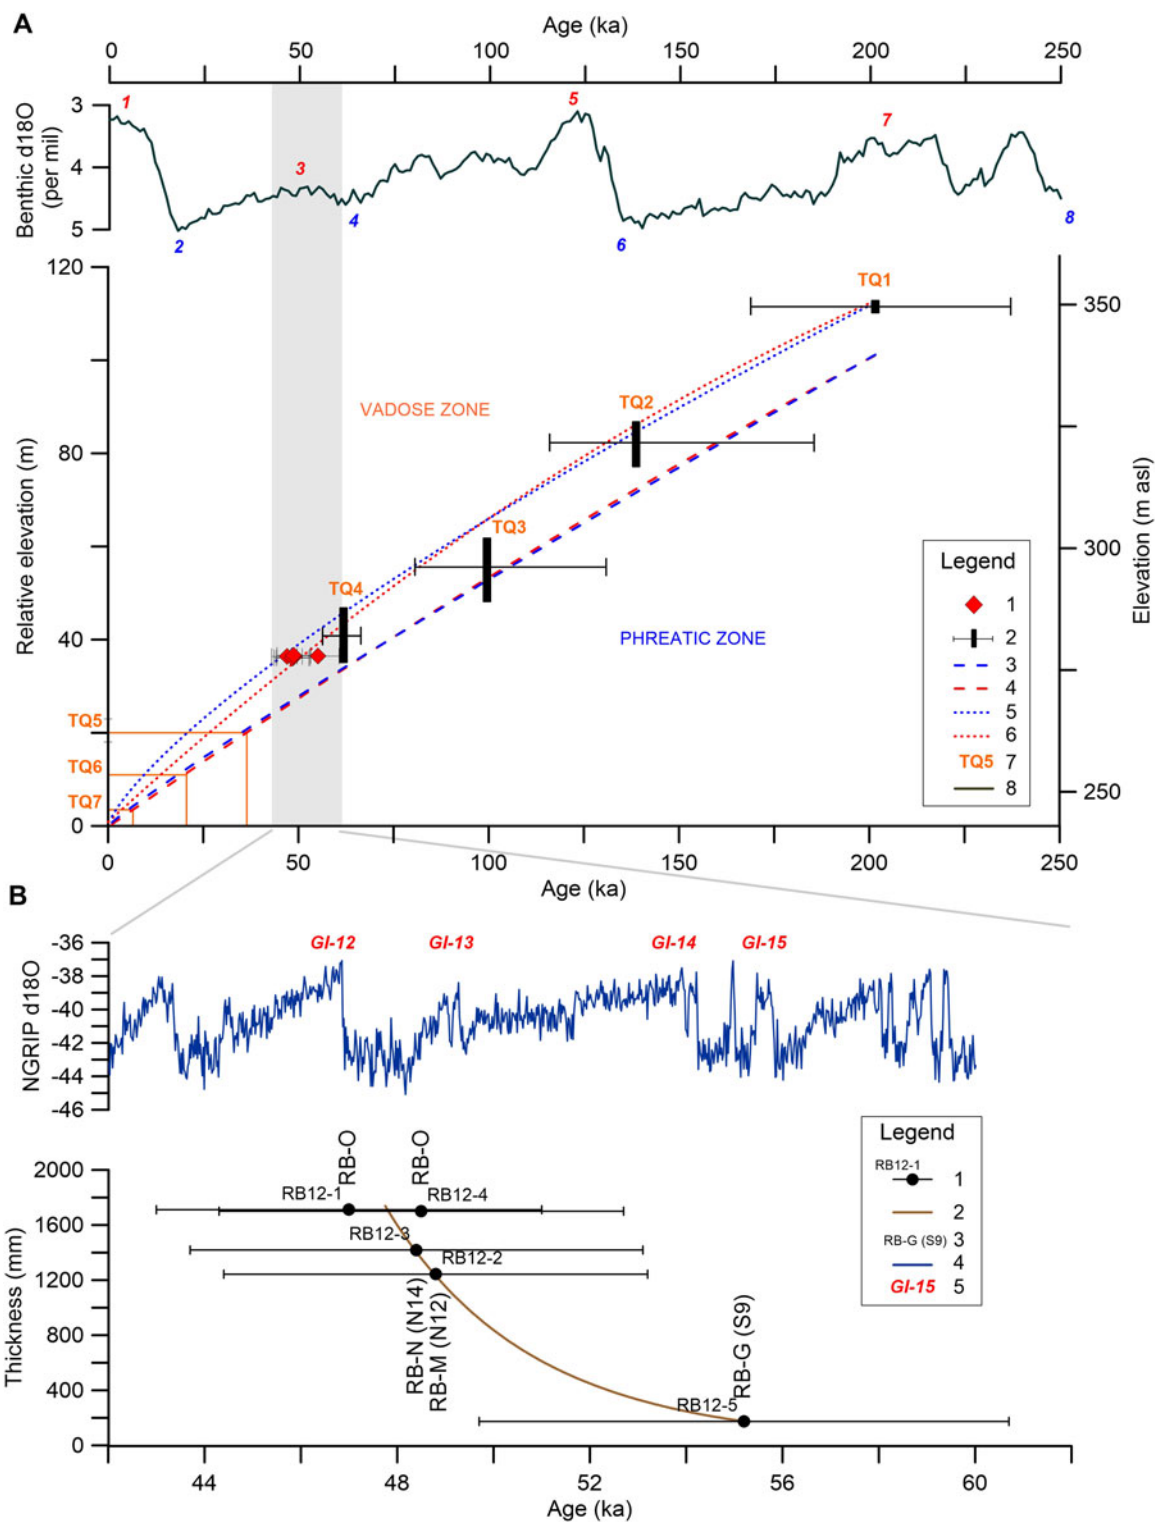 A
Age (ka)
0 50 100 150 200 250
Benthic d18O
(per mil)
3
4
5
1
2
3
4
5
6
7
8
Relative elevation (m)
120
80
40
0
TQ1
TQ2
TQ3
TQ4
TQ5
TQ6
TQ7
VADOSE ZONE
PHREATIC ZONE
Elevation (m asl)
350
300
250
Legend
1
2
3
4
5
6
TQ5 7
8
0 50 100 150 200 250
Age (ka)
B
NGRIP d18O
-36
-38
-40
-42
-44
-46
GI-12 GI-13 GI-14 GI-15
Thickness (mm)
2000
1600
1200
800
400
0
RB-O
RB-O
RB12-1
RB12-4
RB12-3
RB12-2
RB-N (N14)
RB-M (N12)
RB-G (S9)
RB12-5
Legend
RB12-1
1
2
RB-G (S9) 3
4
GI-15 5
44 48 52 56 60
Age (ka)